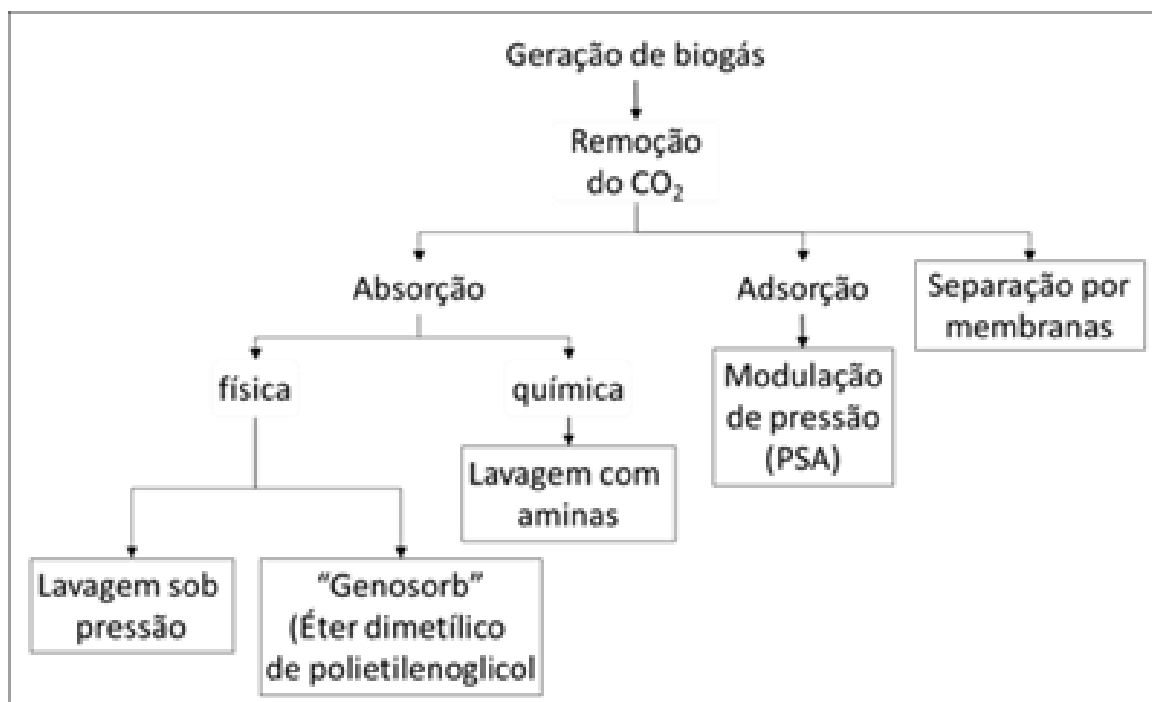 Geração de biogás
Remoção
do CO₂
Absorção
Adsorção
Separação por
membranas
física
química
Modulação
de pressão
(PSA)
Lavagem com
aminas
Lavagem sob
pressão
“Genosorb”
(Éter dimetílico
de polietilenoglicol